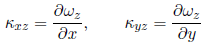 κ_{xz} = ∂ω_z/∂x, κ_{yz} = ∂ω_z/∂y